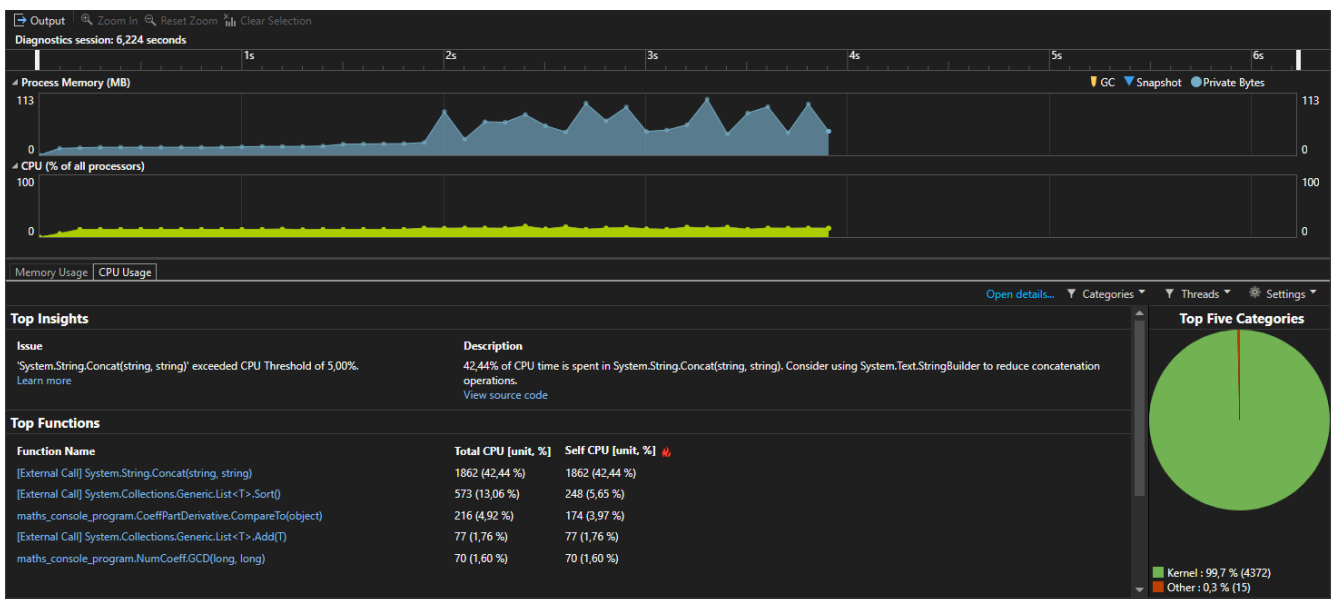 Output Zoom In Reset Zoom Clear Selection
Diagnostics session: 6,224 seconds
1s 2s 3s 4s 5s 6s
Process Memory (MB) GC Snapshot Private Bytes
113 113
0 0
CPU (% of all processors)
100 100
0 0
Memory Usage CPU Usage
Open details... Categories Threads Settings
Top Insights
Issue Description
'System.String.Concat(string, string)' exceeded CPU Threshold of 5,00%. 42,44% of CPU time is spent in System.String.Concat(string, string). Consider using System.Text.StringBuilder to reduce concatenation
Learn more operations.
View source code
Top Functions
Function Name Total CPU [unit, %] Self CPU [unit, %]
[External Call] System.String.Concat(string, string) 1862 (42,44 %) 1862 (42,44 %)
[External Call] System.Collections.Generic.List<T>.Sort() 573 (13,06 %) 248 (5,65 %)
maths_console_program.CoeffPartDerivative.CompareTo(object) 216 (4,92 %) 174 (3,97 %)
[External Call] System.Collections.Generic.List<T>.Add(T) 77 (1,76 %) 77 (1,76 %)
maths_console_program.NumCoeff.GCD(long, long) 70 (1,60 %) 70 (1,60 %)
Top Five Categories
Kernel : 99,7 % (4372)
Other : 0,3 % (15)